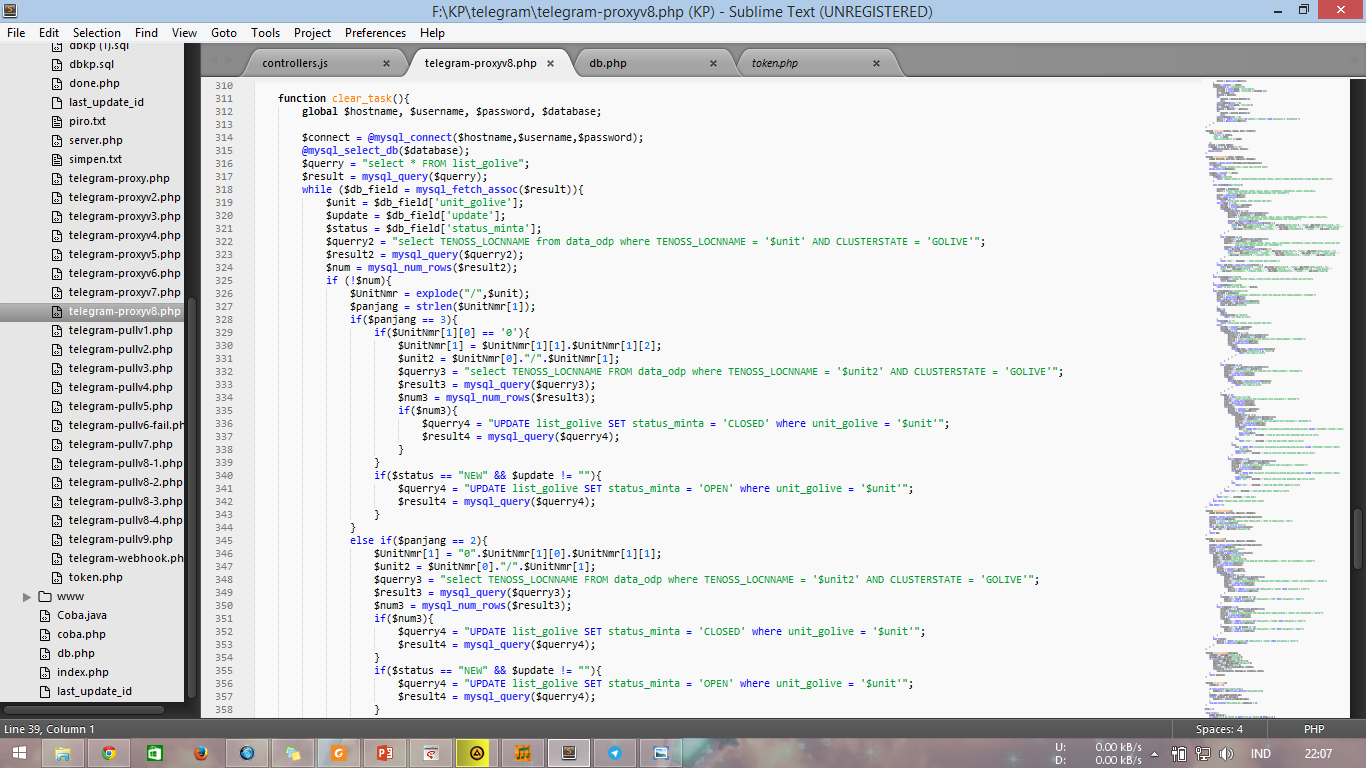 F:\KP\telegram\telegram-proxyv8.php (KP) - Sublime Text (UNREGISTERED)
File Edit Selection Find View Goto Tools Project Preferences Help
controllers.js × telegram-proxyv8.php × db.php × token.php ×
dbkp (1).sql
dbkp.sql
done.php
last_update_id
piro.txt
server.php
simpen.txt
telegram-proxy.php
telegram-proxyv2.php
telegram-proxyv3.php
telegram-proxyv4.php
telegram-proxyv5.php
telegram-proxyv6.php
telegram-proxyv7.php
telegram-proxyv8.php
telegram-pullv1.php
telegram-pullv2.php
telegram-pullv3.php
telegram-pullv4.php
telegram-pullv5.php
telegram-pullv6-fail.ph
telegram-pullv7.php
telegram-pullv8-1.php
telegram-pullv8-2.php
telegram-pullv8-3.php
telegram-pullv8-4.php
telegram-pullv9.php
telegram-webhook.ph
token.php
www
Coba.java
coba.php
db.php
index.php
last_update_id
310
311 function clear_task(){
312 global $hostname, $username, $password, $database;
313
314 $connect = @mysql_connect($hostname,$username,$password);
315 @mysql_select_db($database);
316 $querry = "select * FROM list_golive";
317 $result = mysql_query($querry);
318 while ($db_field = mysql_fetch_assoc($result)){
319 $unit = $db_field['unit_golive'];
320 $update = $db_field['update'];
321 $status = $db_field['status_minta'];
322 $querry2 = "select TENOSS_LOCNNAME from data_odp where TENOSS_LOCNNAME = '$unit' AND CLUSTERSTATE = 'GOLIVE'";
323 $result2 = mysql_query($querry2);
324 $num = mysql_num_rows($result2);
325 if (!$num){
326 $UnitNmr = explode("/",$unit);
327 $panjang = strlen($UnitNmr[1]);
328 if($panjang == 3){
329 if($UnitNmr[1][0] == '0'){
330 $UnitNmr[1] = $UnitNmr[1][1].$UnitNmr[1][2];
331 $unit2 = $UnitNmr[0]."/".$UnitNmr[1];
332 $querry3 = "select TENOSS_LOCNNAME FROM data_odp where TENOSS_LOCNNAME = '$unit2' AND CLUSTERSTATE = 'GOLIVE'";
333 $result3 = mysql_query($querry3);
334 $num3 = mysql_num_rows($result3);
335 if($num3){
336 $querry4 = "UPDATE list_golive SET status_minta = 'CLOSED' where unit_golive = '$unit'";
337 $result4 = mysql_query($querry4);
338 }
339 }
340 if($status == "NEW" && $update != ""){
341 $querry4 = "UPDATE list_golive SET status_minta = 'OPEN' where unit_golive = '$unit'";
342 $result4 = mysql_query($querry4);
343 }
344 }
345 else if($panjang == 2){
346 $UnitNmr[1] = "0".$UnitNmr[1][0].$UnitNmr[1][1];
347 $unit2 = $UnitNmr[0]."/".$UnitNmr[1];
348 $querry3 = "select TENOSS_LOCNNAME FROM data_odp where TENOSS_LOCNNAME = '$unit2' AND CLUSTERSTATE = 'GOLIVE'";
349 $result3 = mysql_query($querry3);
350 $num3 = mysql_num_rows($result3);
351 if($num3){
352 $querry4 = "UPDATE list_golive SET status_minta = 'CLOSED' where unit_golive = '$unit'";
353 $result4 = mysql_query($querry4);
354 }
355 if($status == "NEW" && $update != ""){
356 $querry4 = "UPDATE list_golive SET status_minta = 'OPEN' where unit_golive = '$unit'";
357 $result4 = mysql_query($querry4);
358 }
Line 39, Column 1 Spaces: 4 PHP
U: 0.00 kB/s
D: 0.00 kB/s
IND 22:07